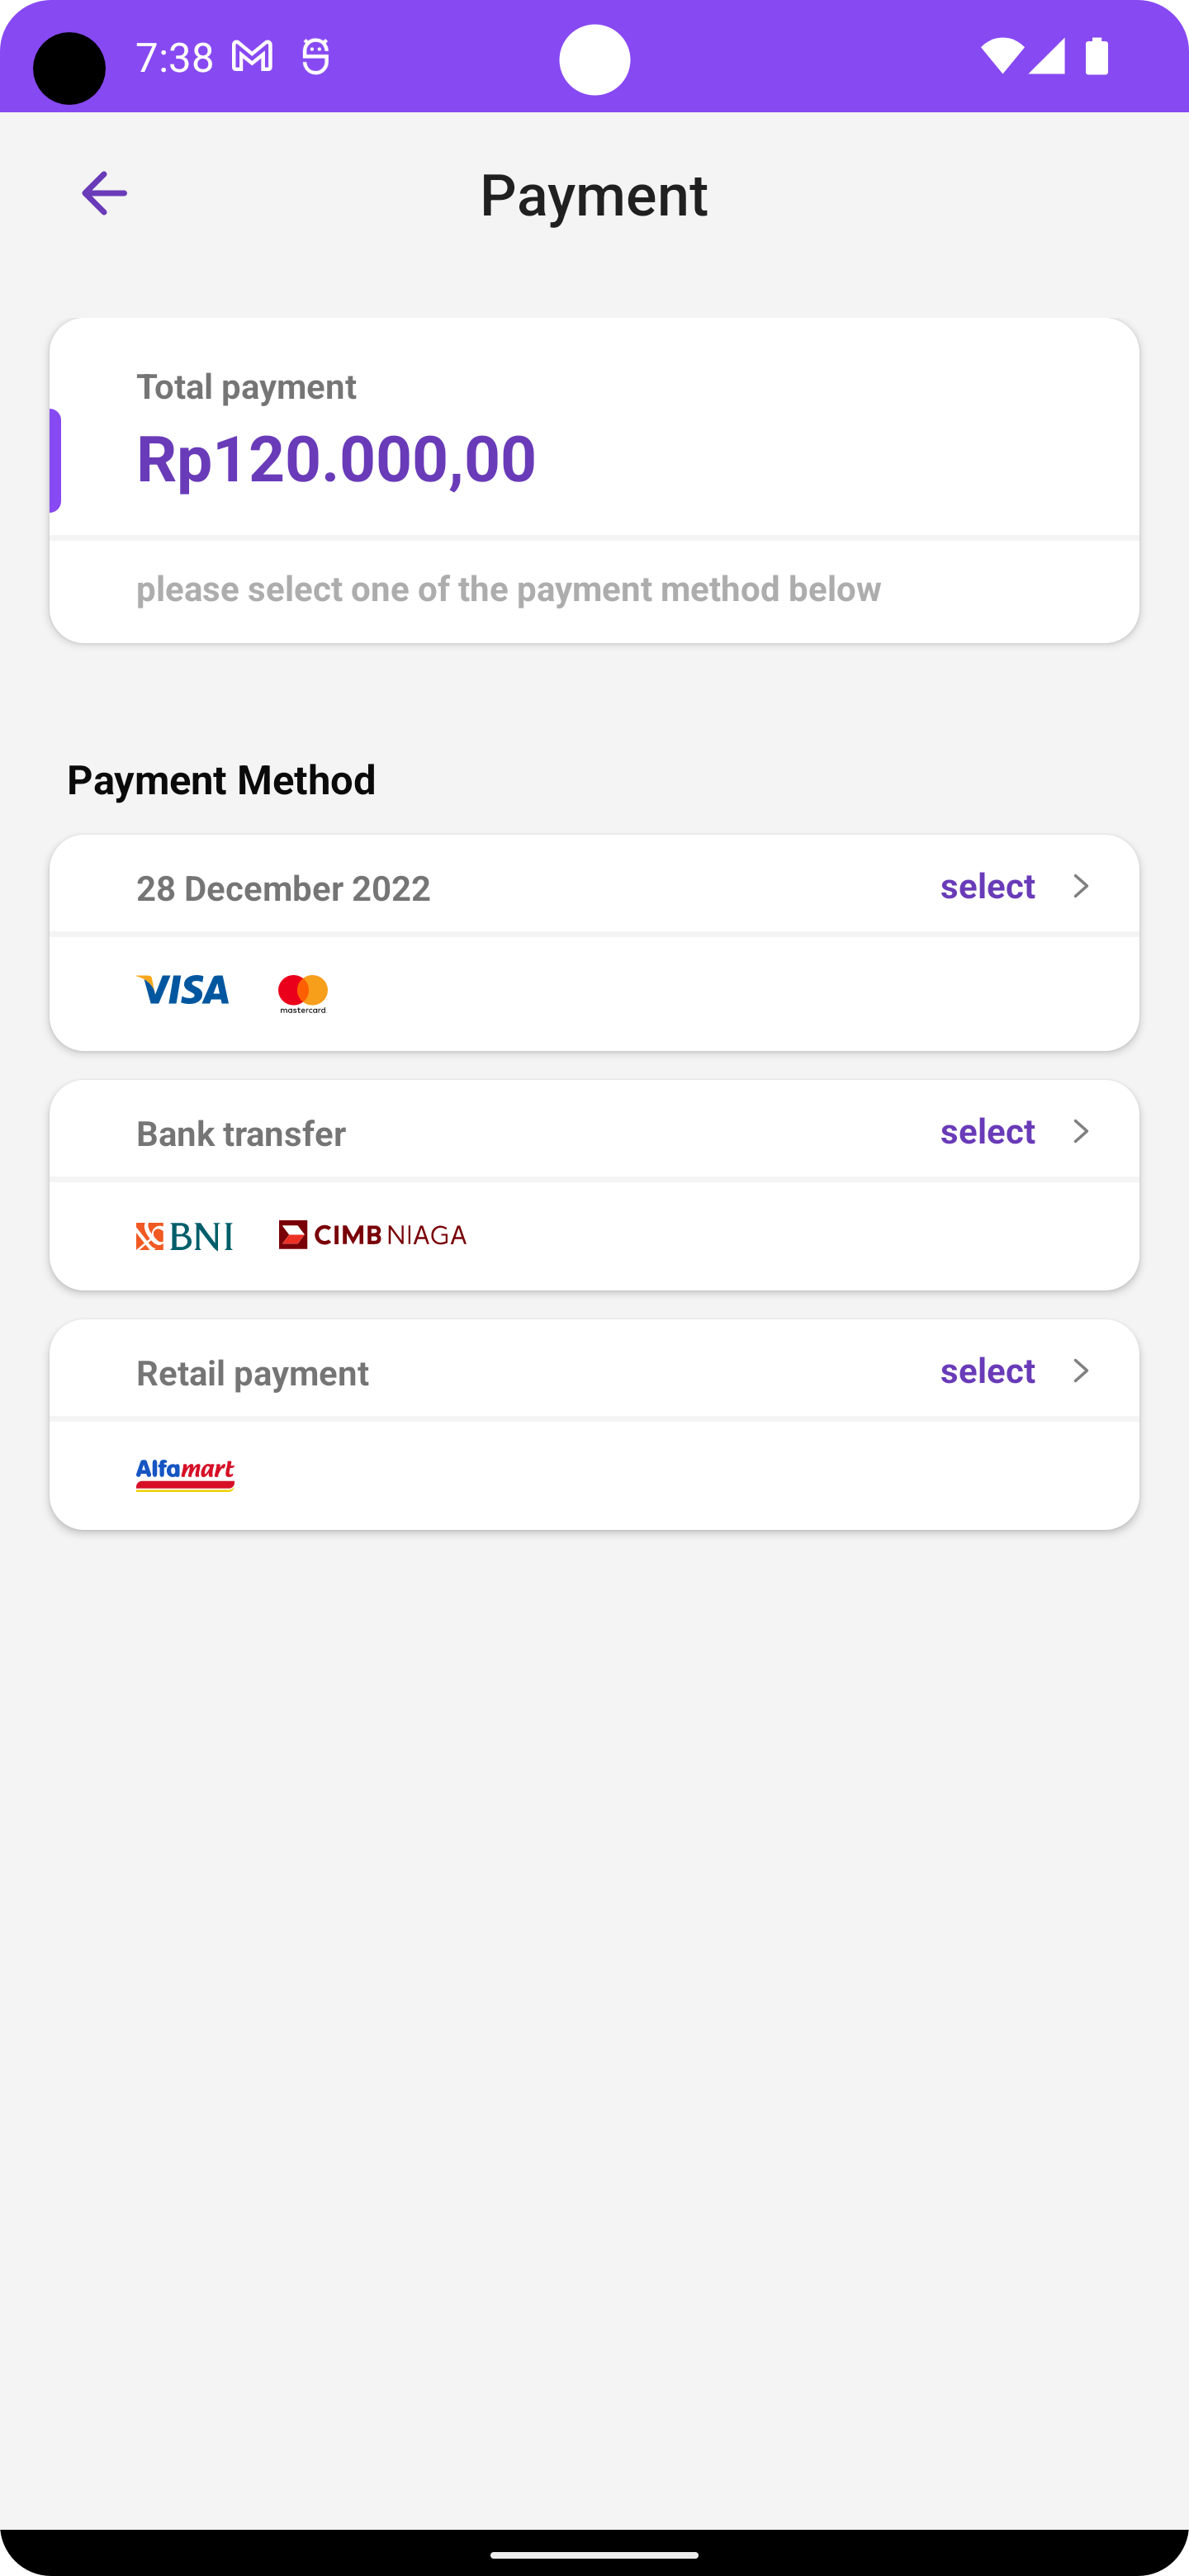 7:38
Payment
Total payment
Rp120.000,00
please select one of the payment method below
Payment Method
28 December 2022 select
VISA mastercard
Bank transfer select
BNI CIMB NIAGA
Retail payment select
Alfamart